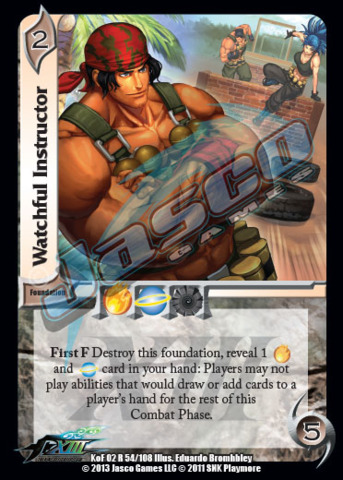 2
Watchful Instructor
Jasco
GAMES
Foundation
First F Destroy this foundation, reveal 1
and card in your hand: Players may not
play abilities that would draw or add cards to a
player's hand for the rest of this
Combat Phase.
5
XIII
KoF 02 R 54/108 Illus. Eduardo Bromhbley
© 2013 Jasco Games LLC © 2011 SNK Playmore